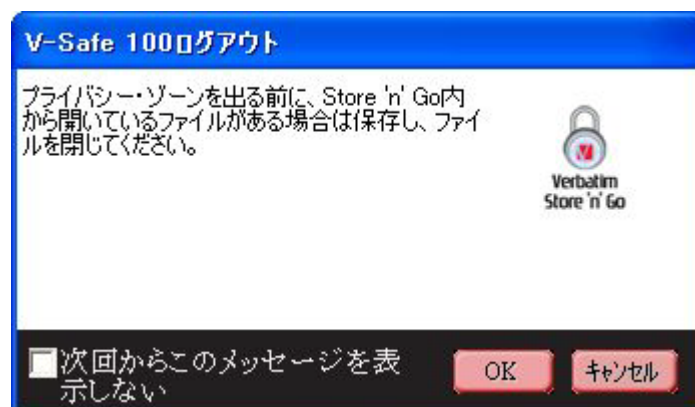 V-Safe 100ログアウト
プライバシー・ゾーンを出る前に、Store 'n' Go内
から開いているファイルがある場合は保存し、ファイ
ルを閉じてください。
Verbatim
Store 'n' Go
次回からこのメッセージを表
示しない
OK
キャンセル